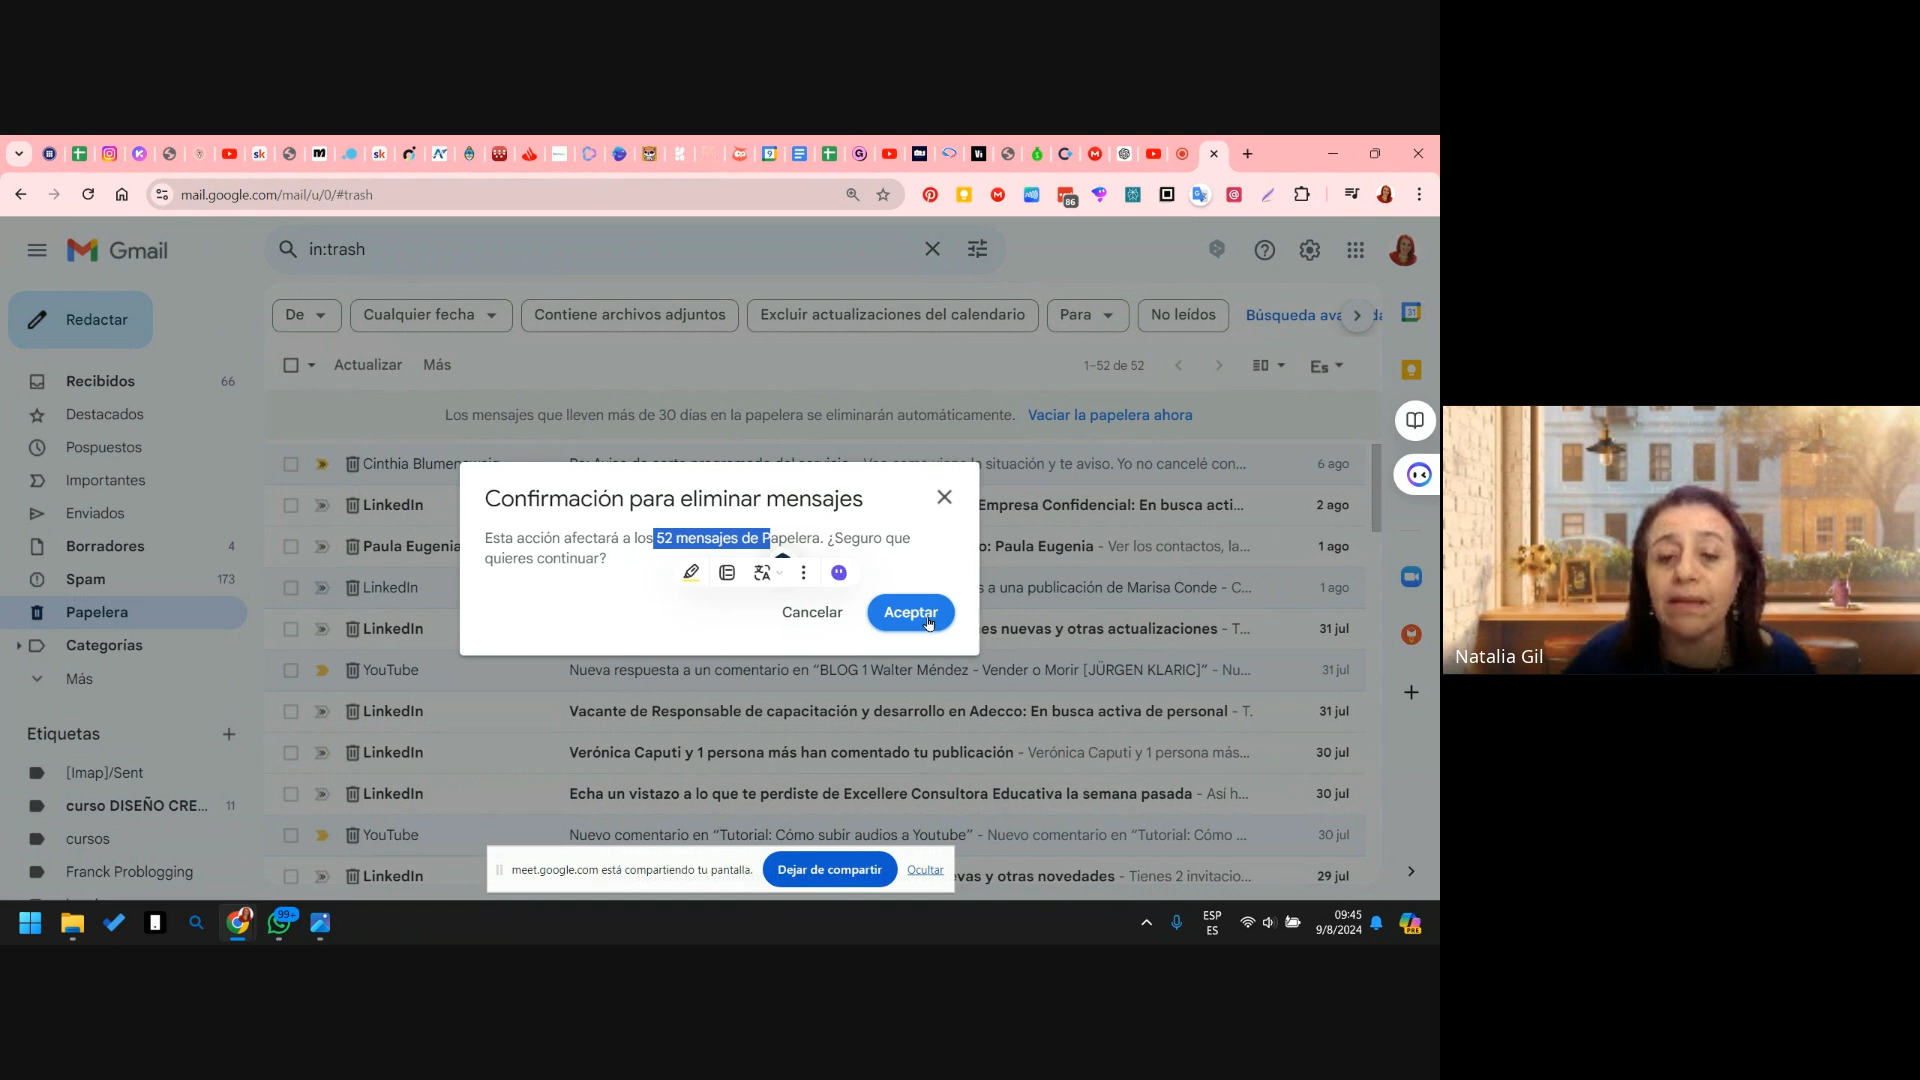 mail.google.com/mail/u/0/#trash
86
Gmail
in:trash
Redactar
De
Cualquier fecha
Contiene archivos adjuntos
Excluir actualizaciones del calendario
Para
No leídos
Búsqueda
Actualizar
Más
1–52 de 52
Es
Los mensajes que lleven más de 30 días en la papelera se eliminarán automáticamente. Vaciar la papelera ahora
Recibidos 66
Destacados
Pospuestos
Importantes
Enviados
Borradores 4
Spam 173
Papelera
Categorías
Más
Etiquetas
[Imap]/Sent
curso DISEÑO CRE... 11
cursos
Franck Problogging
Cinthia situación y te aviso. Yo no cancelé con... 6 ago
LinkedIn Empresa Confidencial: En busca acti... 2 ago
Paula Eugenia o: Paula Eugenia - Ver los contactos, la... 1 ago
LinkedIn s a una publicación de Marisa Conde - C... 1 ago
LinkedIn es nuevas y otras actualizaciones - T... 31 jul
YouTube Nueva respuesta a un comentario en “BLOG 1 Walter Méndez - Vender o Morir [JÜRGEN KLARIC]” - Nu... 31 jul
LinkedIn Vacante de Responsable de capacitación y desarrollo en Adecco: En busca activa de personal - T. 31 jul
LinkedIn Verónica Caputi y 1 persona más han comentado tu publicación - Verónica Caputi y 1 persona más... 30 jul
LinkedIn Echa un vistazo a lo que te perdiste de Excellere Consultora Educativa la semana pasada - Así h... 30 jul
YouTube Nuevo comentario en “Tutorial: Cómo subir audios a Youtube” - Nuevo comentario en “Tutorial: Cómo ... 30 jul
LinkedIn evas y otras novedades - Tienes 2 invitacio... 29 jul
Confirmación para eliminar mensajes
Esta acción afectará a los 52 mensajes de Papelera. ¿Seguro que
quieres continuar?
Cancelar
Aceptar
meet.google.com está compartiendo tu pantalla.
Dejar de compartir
Ocultar
99+
ESP
ES
09:45
9/8/2024
PRE
Natalia Gil